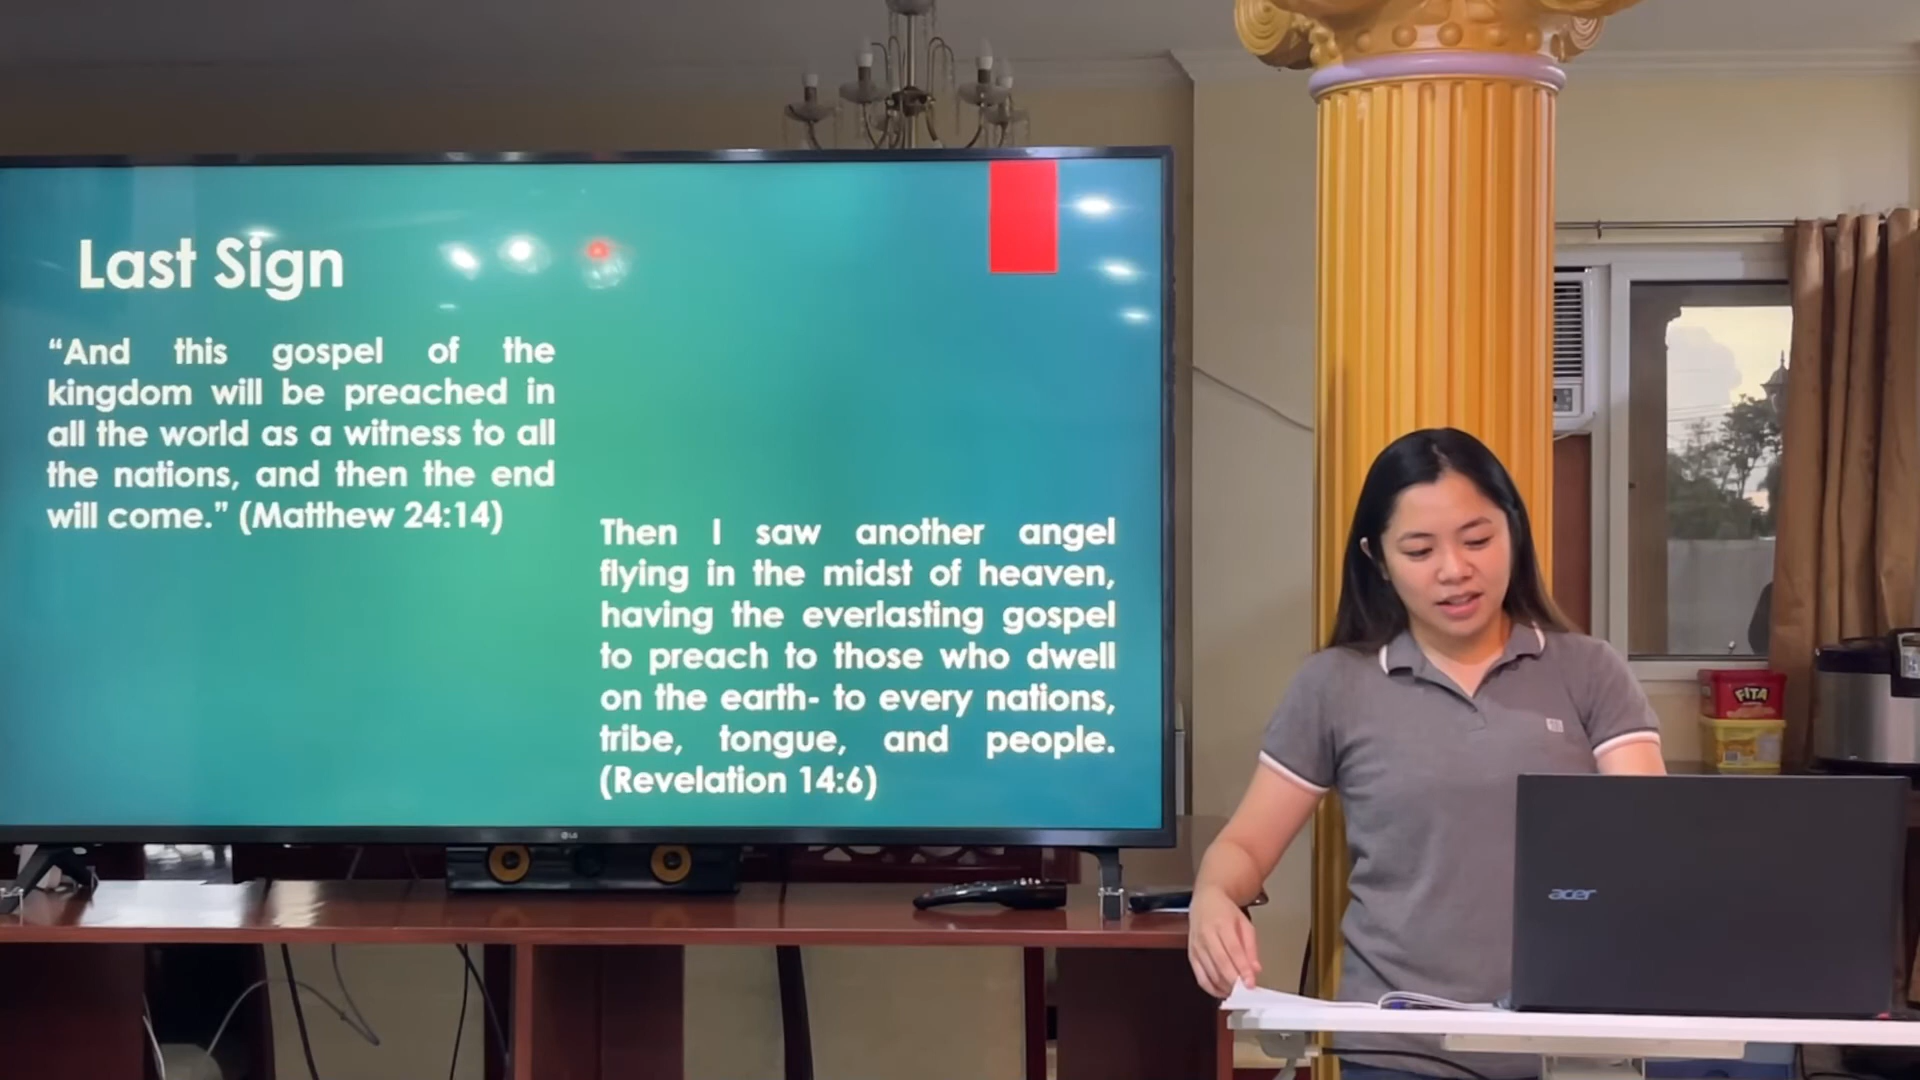 Last Sign
“And this gospel of the
kingdom will be preached in
all the world as a witness to all
the nations, and then the end
will come.” (Matthew 24:14)
Then I saw another angel
flying in the midst of heaven,
having the everlasting gospel
to preach to those who dwell
on the earth- to every nations,
tribe, tongue, and people.
(Revelation 14:6)
LG
FITA
acer